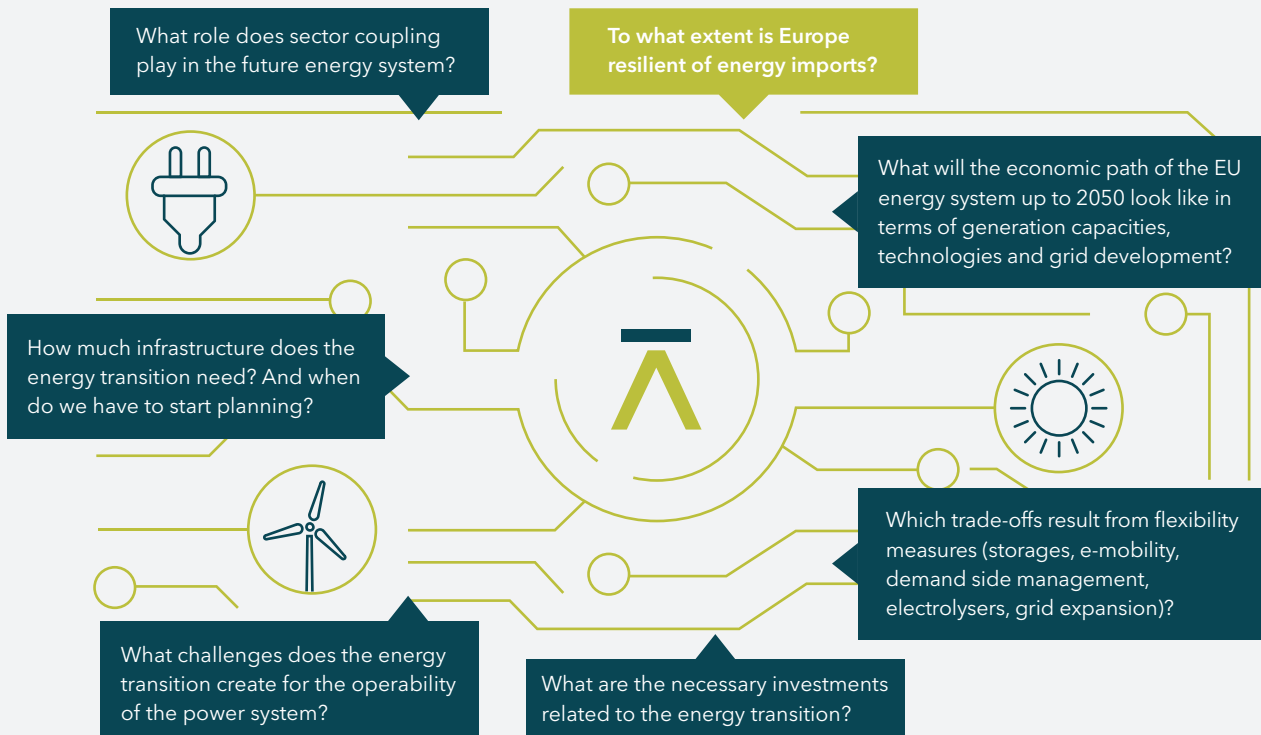 What role does sector coupling
play in the future energy system?
To what extent is Europe
resilient of energy imports?
What will the economic path of the EU
energy system up to 2050 look like in
terms of generation capacities,
technologies and grid development?
How much infrastructure does the
energy transition need? And when
do we have to start planning?
Which trade-offs result from flexibility
measures (storages, e-mobility,
demand side management,
electrolysers, grid expansion)?
What challenges does the energy
transition create for the operability
of the power system?
What are the necessary investments
related to the energy transition?